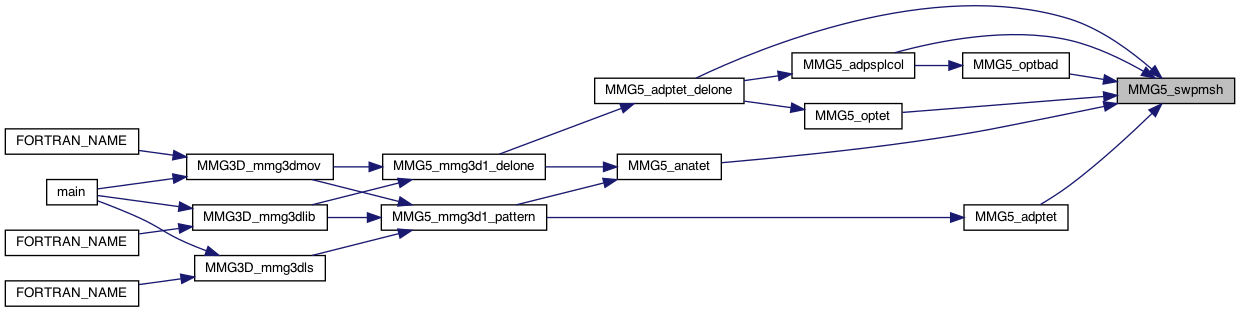 MMG5_adpsplcol
MMG5_optbad
MMG5_adptet_delone
MMG5_swpmsh
MMG5_optet
FORTRAN_NAME
MMG3D_mmg3dmov
MMG5_mmg3d1_delone
MMG5_anatet
main
MMG3D_mmg3dlib
MMG5_mmg3d1_pattern
MMG5_adptet
FORTRAN_NAME
MMG3D_mmg3dls
FORTRAN_NAME